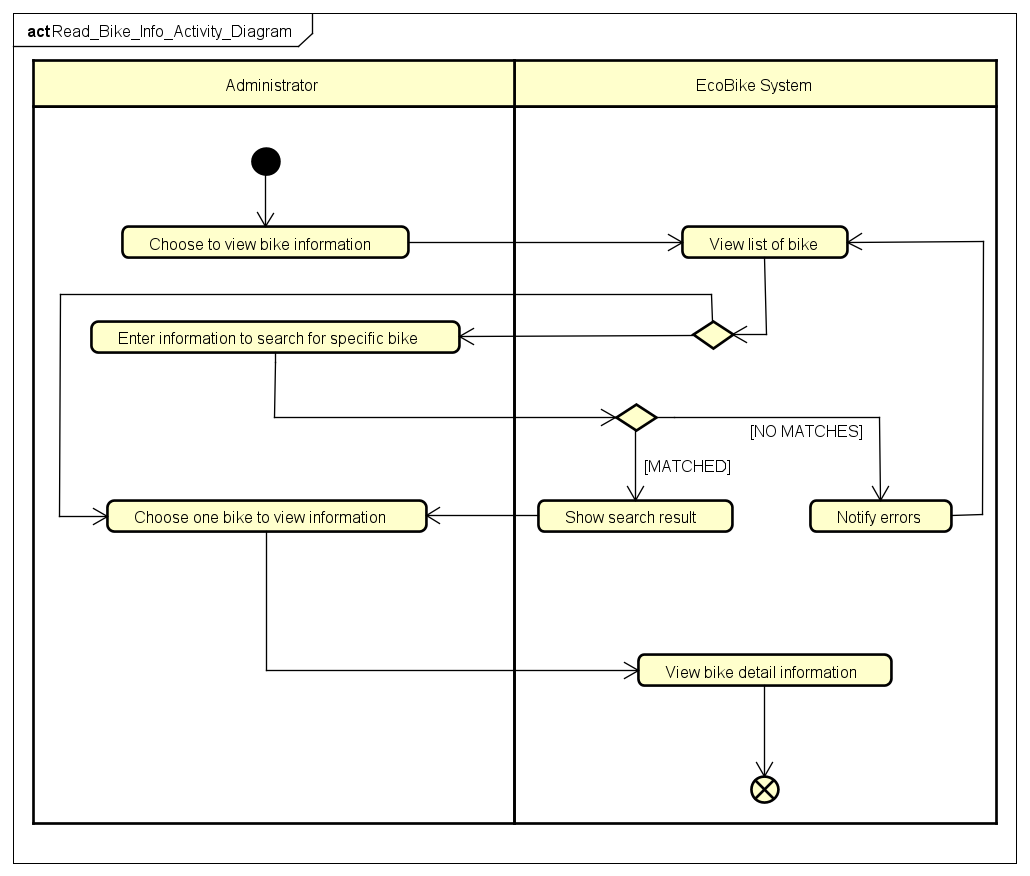 act Read_Bike_Info_Activity_Diagram
Administrator
EcoBike System
Choose to view bike information
View list of bike
Enter information to search for specific bike
[NO MATCHES]
[MATCHED]
Choose one bike to view information
Show search result
Notify errors
View bike detail information